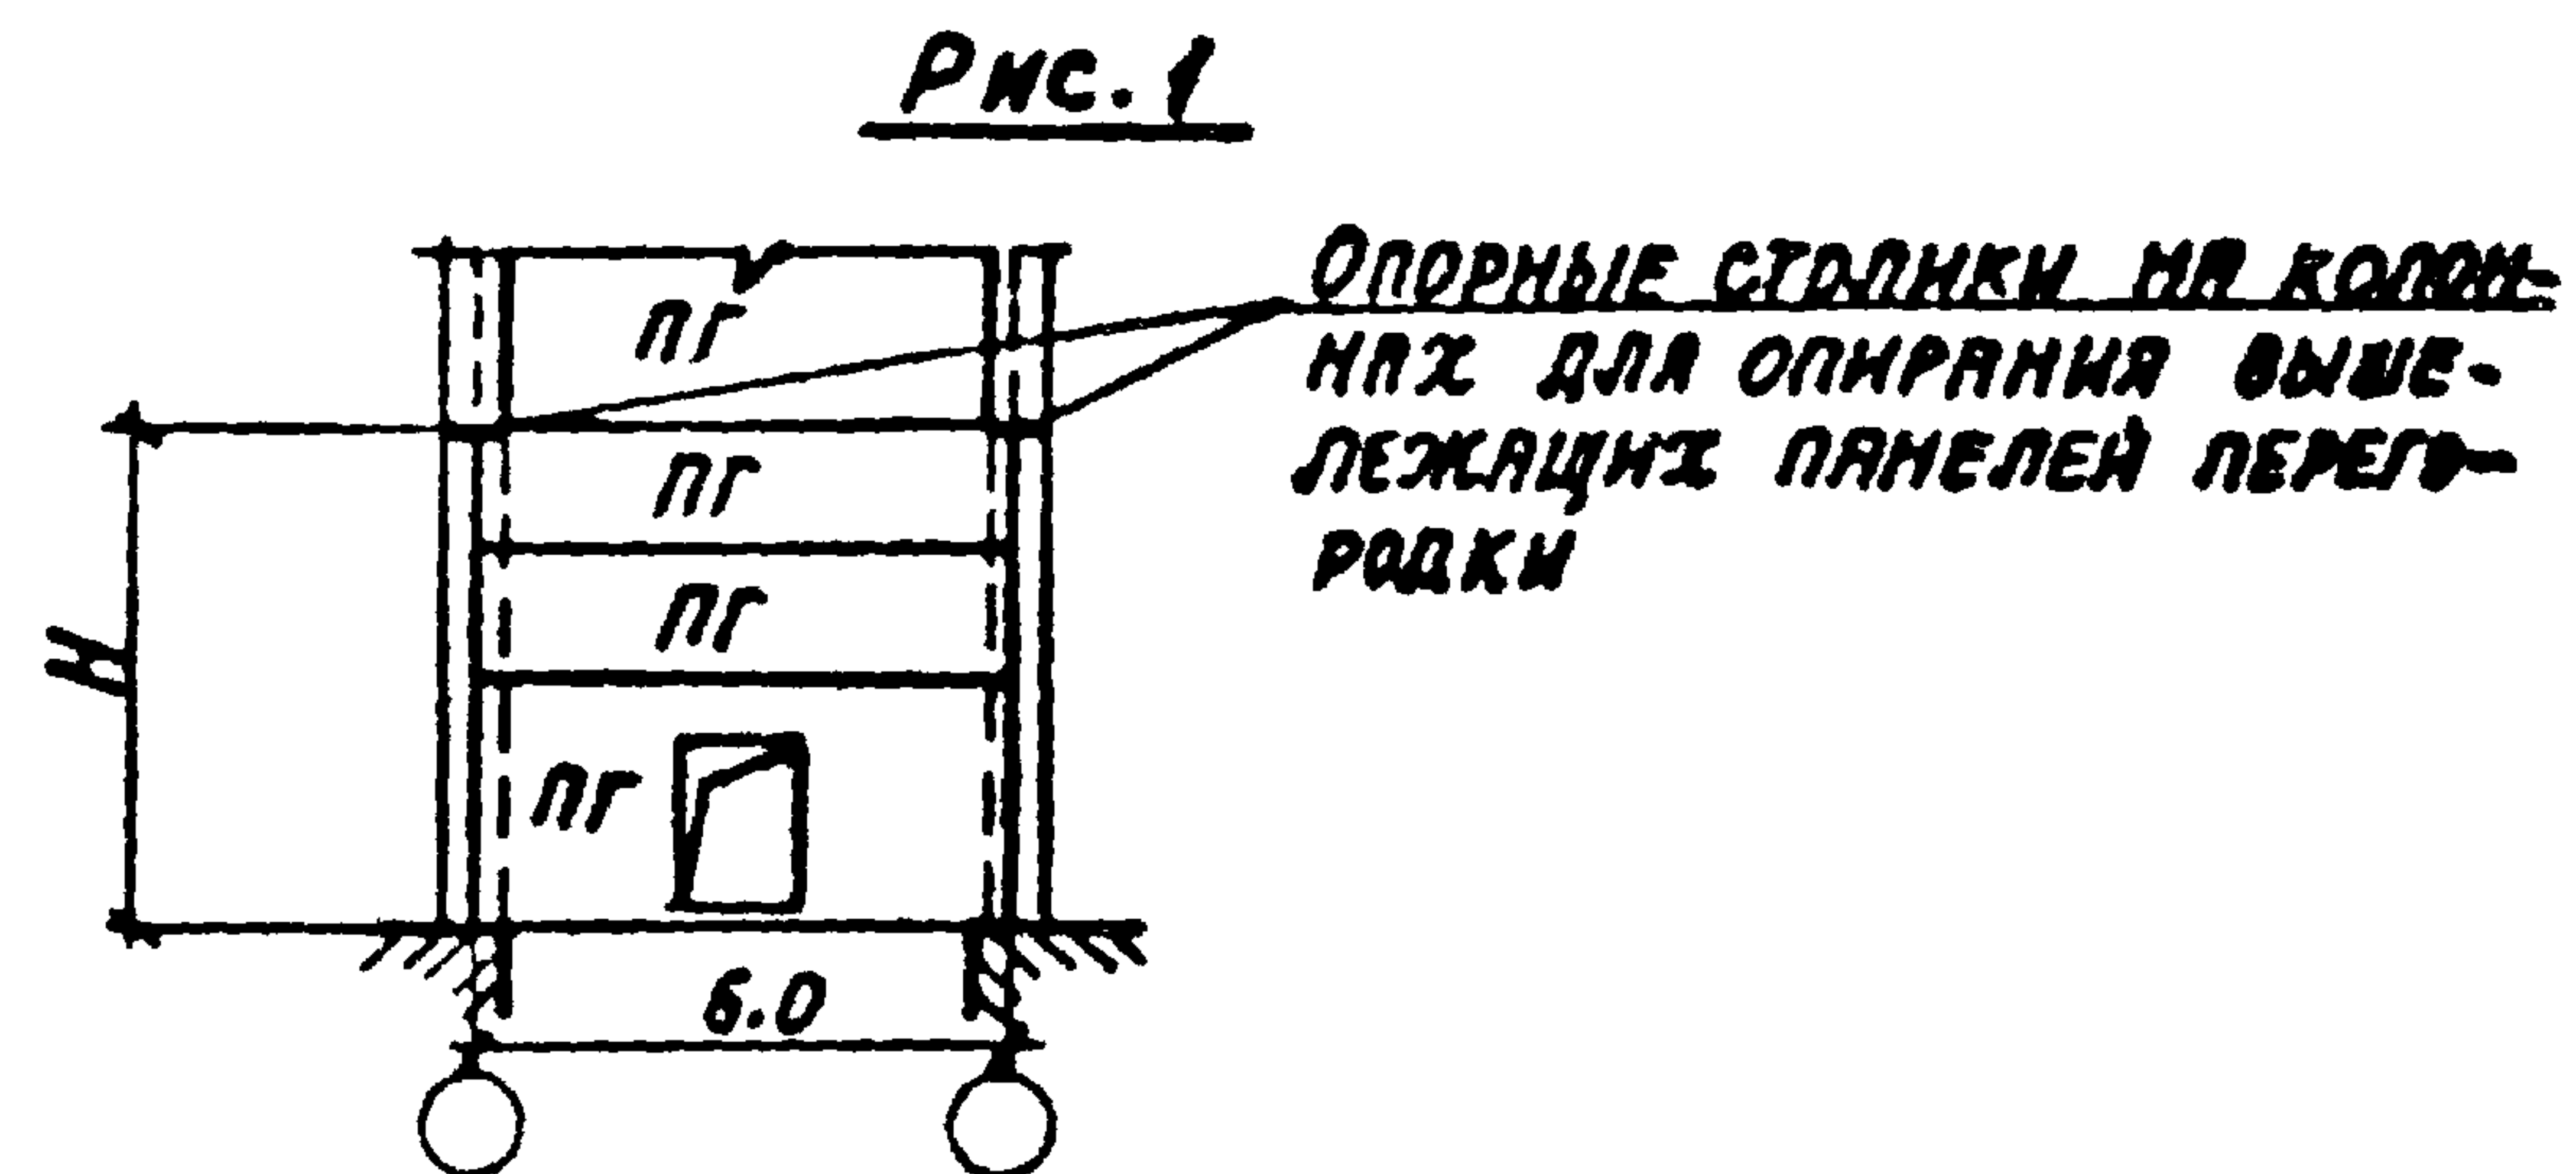 Рис. 1
Опорные столики на колон-
нах для опирания выше-
лежащих панелей перего-
родки
ПГ
ПГ
ПГ
ПГ
Н
6.0